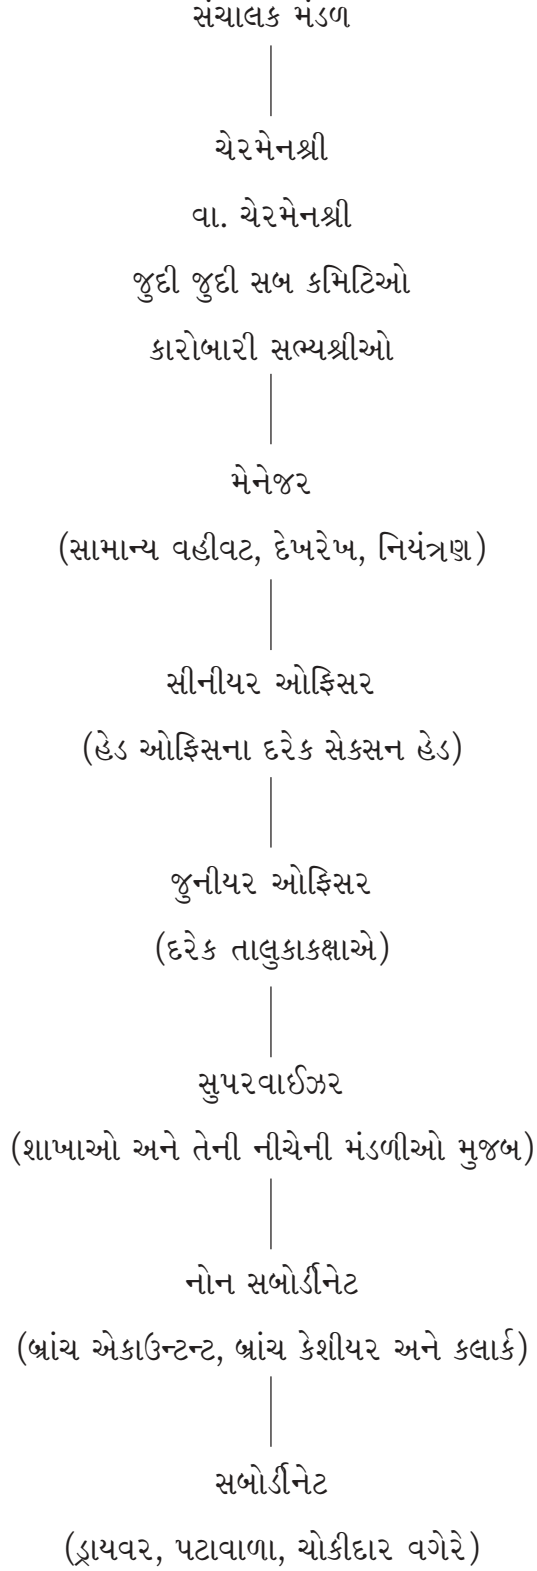 સંચાલક મંડળ
ચેરમેનશ્રી
વા. ચેરમેનશ્રી
જુદી જુદી સબ કમિટિઓ
કારોબારી સભ્યશ્રીઓ
મેનેજર
(સામાન્ય વહીવટ, દેખરેખ, નિયંત્રણ)
સીનીયર ઓફિસર
(હેડ ઓફિસના દરેક સેકસન હેડ)
જુનીયર ઓફિસર
(દરેક તાલુકાકક્ષાએ)
સુપરવાઈઝર
(શાખાઓ અને તેની નીચેની મંડળીઓ મુજબ)
નોન સબોર્ડીનેટ
(બ્રાંચ એકાઉન્ટન્ટ, બ્રાંચ કેશીયર અને કલાર્ક)
સબોર્ડીનેટ
(ડ્રાયવર, પટાવાળા, ચોકીદાર વગેરે)